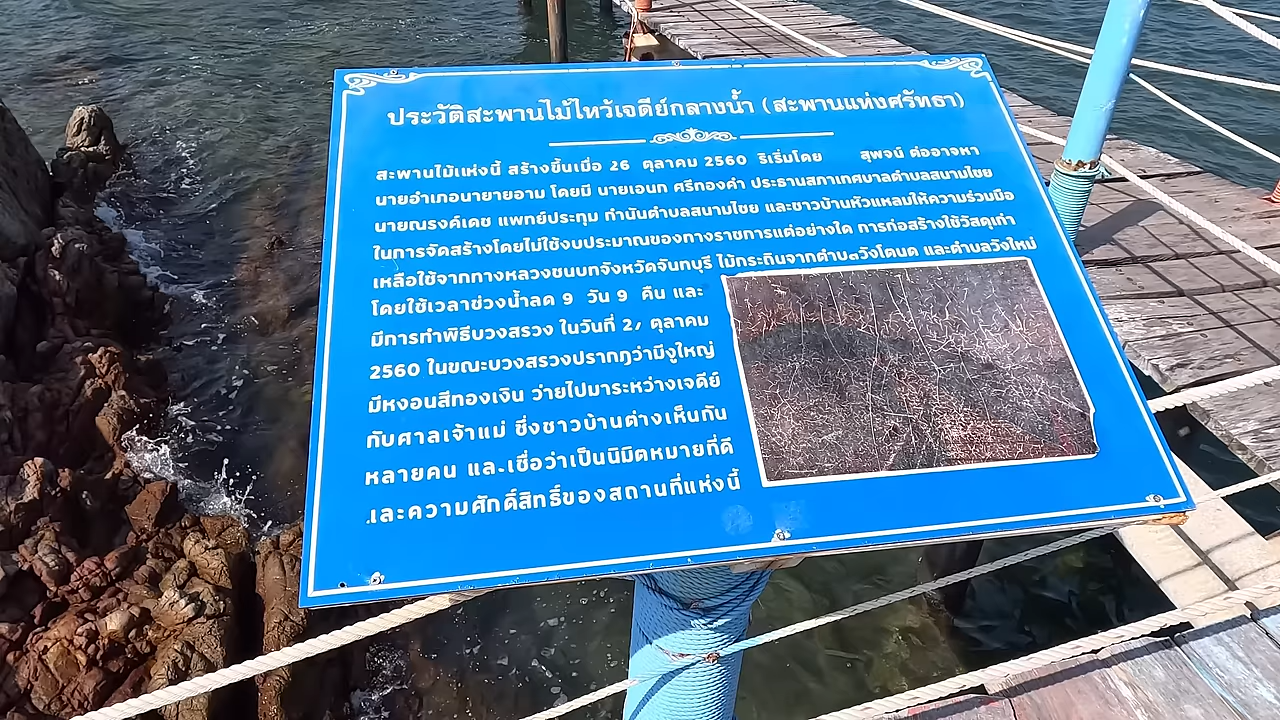 ประวัติสะพานไม้ไหว้เจดีย์กลางน้ำ (สะพานแห่งศรัทธา)
สะพานไม้แห่งนี้ สร้างขึ้นเมื่อ 26 ตุลาคม 2560 ริเริ่มโดย สุพจน์ ต่ออาจหา
นายอำเภอนายายอาม โดยมี นายเอนก ศรีทองคำ ประธานสภาเทศบาลตำบลสนามไชย
นายณรงค์เดช แพทย์ประทุม กำนันตำบลสนามไชย และชาวบ้านหัวแหลมให้ความร่วมมือ
ในการจัดสร้างโดยไม่ใช้งบประมาณของทางราชการแต่อย่างใด การก่อสร้างใช้วัสดุเก่า
เหลือใช้จากทางหลวงชนบทจังหวัดจันทบุรี ไม้กระถินจากตำบลวังโตนด และตำบลวังใหม่
โดยใช้เวลาช่วงน้ำลด 9 วัน 9 คืน และ
มีการทำพิธีบวงสรวง ในวันที่ ตุลาคม
2560 ในขณะบวงสรวงปรากฎว่ามีงูใหญ่
มีหงอนสีทองเงิน ว่ายไปมาระหว่างเจดีย์
กับศาลเจ้าแม่ ซึ่งชาวบ้านต่างเห็นกัน
หลายคน และเชื่อว่าเป็นนิมิตหมายที่ดี
และความศักดิ์สิทธิ์ของสถานที่แห่งนี้